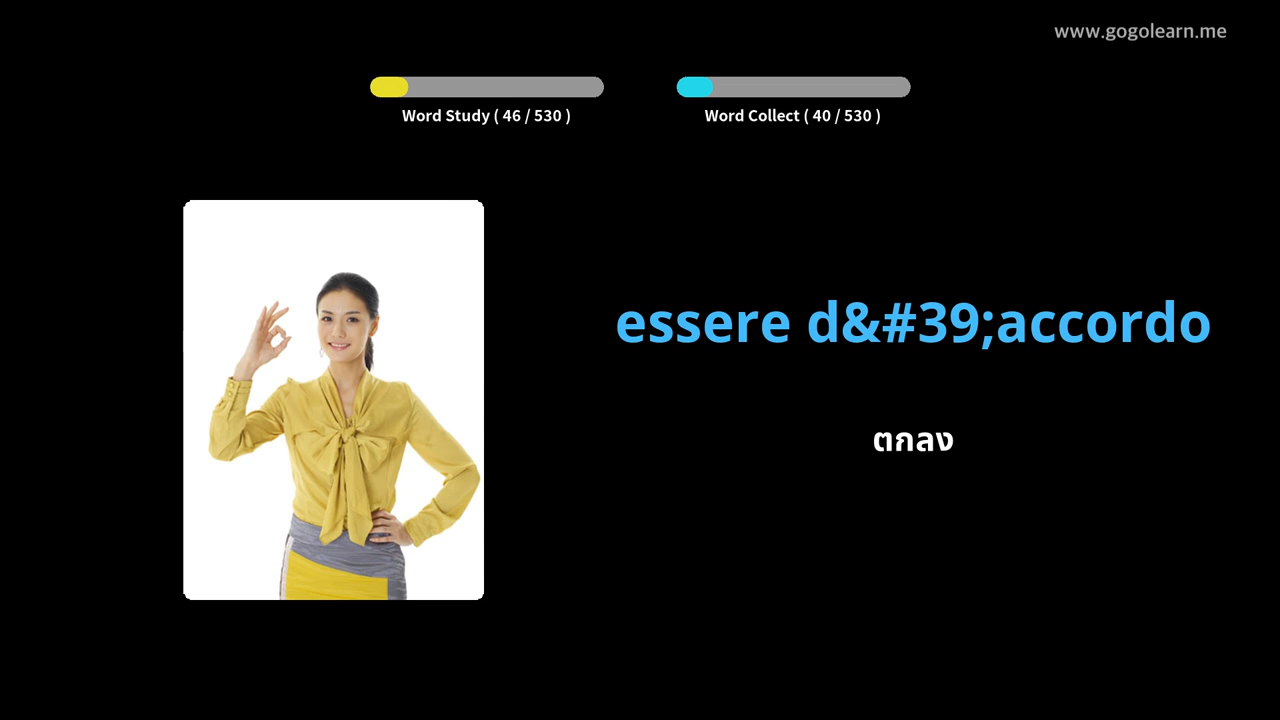 www.gogolearn.me
Word Study ( 46 / 530 )
Word Collect ( 40 / 530 )
essere d&#39;accordo
ตกลง